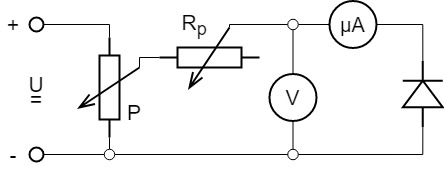 +
Rp
µA
U
=
P
V
-